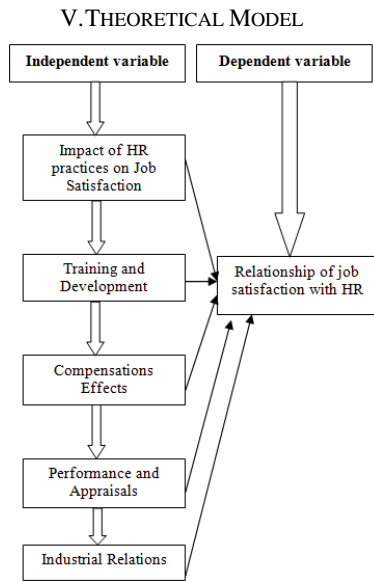 V.THEORETICAL MODEL
Independent variable
Dependent variable
Impact of HR
practices on Job
Satisfaction
Training and
Development
Relationship of job
satisfaction with HR
Compensations
Effects
Performance and
Appraisals
Industrial Relations